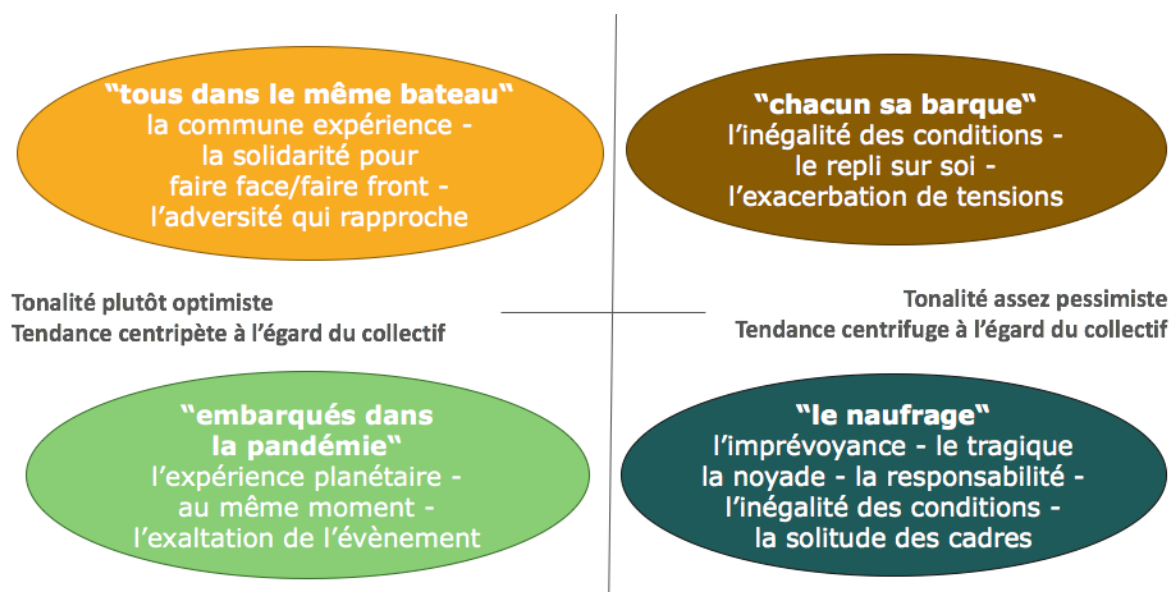 “tous dans le même bateau“
la commune expérience -
la solidarité pour
faire face/faire front -
l’adversité qui rapproche
“chacun sa barque“
l’inégalité des conditions -
le repli sur soi -
l’exacerbation de tensions
Tonalité plutôt optimiste
Tendance centripète à l’égard du collectif
Tonalité assez pessimiste
Tendance centrifuge à l’égard du collectif
“embarqués dans
la pandémie“
l’expérience planétaire -
au même moment -
l’exaltation de l’évènement
“le naufrage“
l’imprévoyance - le tragique
la noyade - la responsabilité -
l’inégalité des conditions -
la solitude des cadres